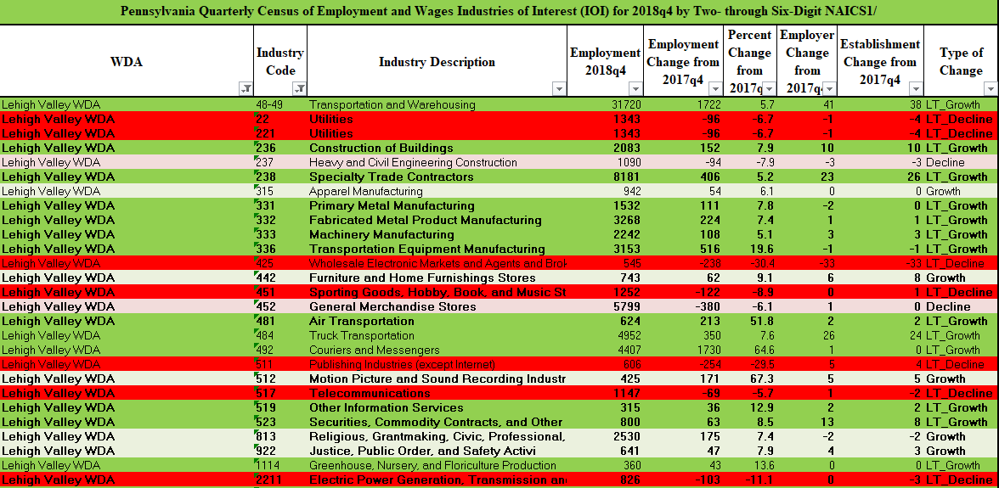 Pennsylvania Quarterly Census of Employment and Wages Industries of Interest (IOI) for 2018q4 by Two- through Six-Digit NAICS1/
WDA Industry Code Industry Description Employment 2018q4 Employment Change from 2017q4 Percent Change from 2017q Employer Change from 2017q4 Establishment Change from 2017q4 Type of Change
Lehigh Valley WDA 48-49 Transportation and Warehousing 31720 1722 5.7 41 38 LT_Growth
Lehigh Valley WDA 22 Utilities 1343 -96 -6.7 -1 -4 LT_Decline
Lehigh Valley WDA 221 Utilities 1343 -96 -6.7 -1 -4 LT_Decline
Lehigh Valley WDA 236 Construction of Buildings 2083 152 7.9 10 10 LT_Growth
Lehigh Valley WDA 237 Heavy and Civil Engineering Construction 1090 -94 -7.9 -3 -3 Decline
Lehigh Valley WDA 238 Specialty Trade Contractors 8181 406 5.2 23 26 LT_Growth
Lehigh Valley WDA 315 Apparel Manufacturing 942 54 6.1 0 0 Growth
Lehigh Valley WDA 331 Primary Metal Manufacturing 1532 111 7.8 -2 0 LT_Growth
Lehigh Valley WDA 332 Fabricated Metal Product Manufacturing 3268 224 7.4 1 1 LT_Growth
Lehigh Valley WDA 333 Machinery Manufacturing 2242 108 5.1 3 3 LT_Growth
Lehigh Valley WDA 336 Transportation Equipment Manufacturing 3153 516 19.6 -1 -1 LT_Growth
Lehigh Valley WDA 425 Wholesale Electronic Markets and Agents and Brok 545 -238 -30.4 -33 -33 LT_Decline
Lehigh Valley WDA 442 Furniture and Home Furnishings Stores 743 62 9.1 6 8 Growth
Lehigh Valley WDA 451 Sporting Goods, Hobby, Book, and Music St 1252 -122 -8.9 0 1 LT_Decline
Lehigh Valley WDA 452 General Merchandise Stores 5799 -380 -6.1 1 0 Decline
Lehigh Valley WDA 481 Air Transportation 624 213 51.8 2 2 LT_Growth
Lehigh Valley WDA 484 Truck Transportation 4952 350 7.6 26 24 LT_Growth
Lehigh Valley WDA 492 Couriers and Messengers 4407 1730 64.6 1 0 LT_Growth
Lehigh Valley WDA 511 Publishing Industries (except Internet) 606 -254 -29.5 5 4 LT_Decline
Lehigh Valley WDA 512 Motion Picture and Sound Recording Industr 425 171 67.3 5 5 Growth
Lehigh Valley WDA 517 Telecommunications 1147 -69 -5.7 1 -2 LT_Decline
Lehigh Valley WDA 519 Other Information Services 315 36 12.9 2 2 LT_Growth
Lehigh Valley WDA 523 Securities, Commodity Contracts, and Other 800 63 8.5 13 8 LT_Growth
Lehigh Valley WDA 813 Religious, Grantmaking, Civic, Professional, 2530 175 7.4 -2 -2 Growth
Lehigh Valley WDA 922 Justice, Public Order, and Safety Activi 641 47 7.9 4 3 Growth
Lehigh Valley WDA 1114 Greenhouse, Nursery, and Floriculture Production 360 43 13.6 0 0 LT_Growth
Lehigh Valley WDA 2211 Electric Power Generation, Transmission an 826 -103 -11.1 0 -3 LT_Decline